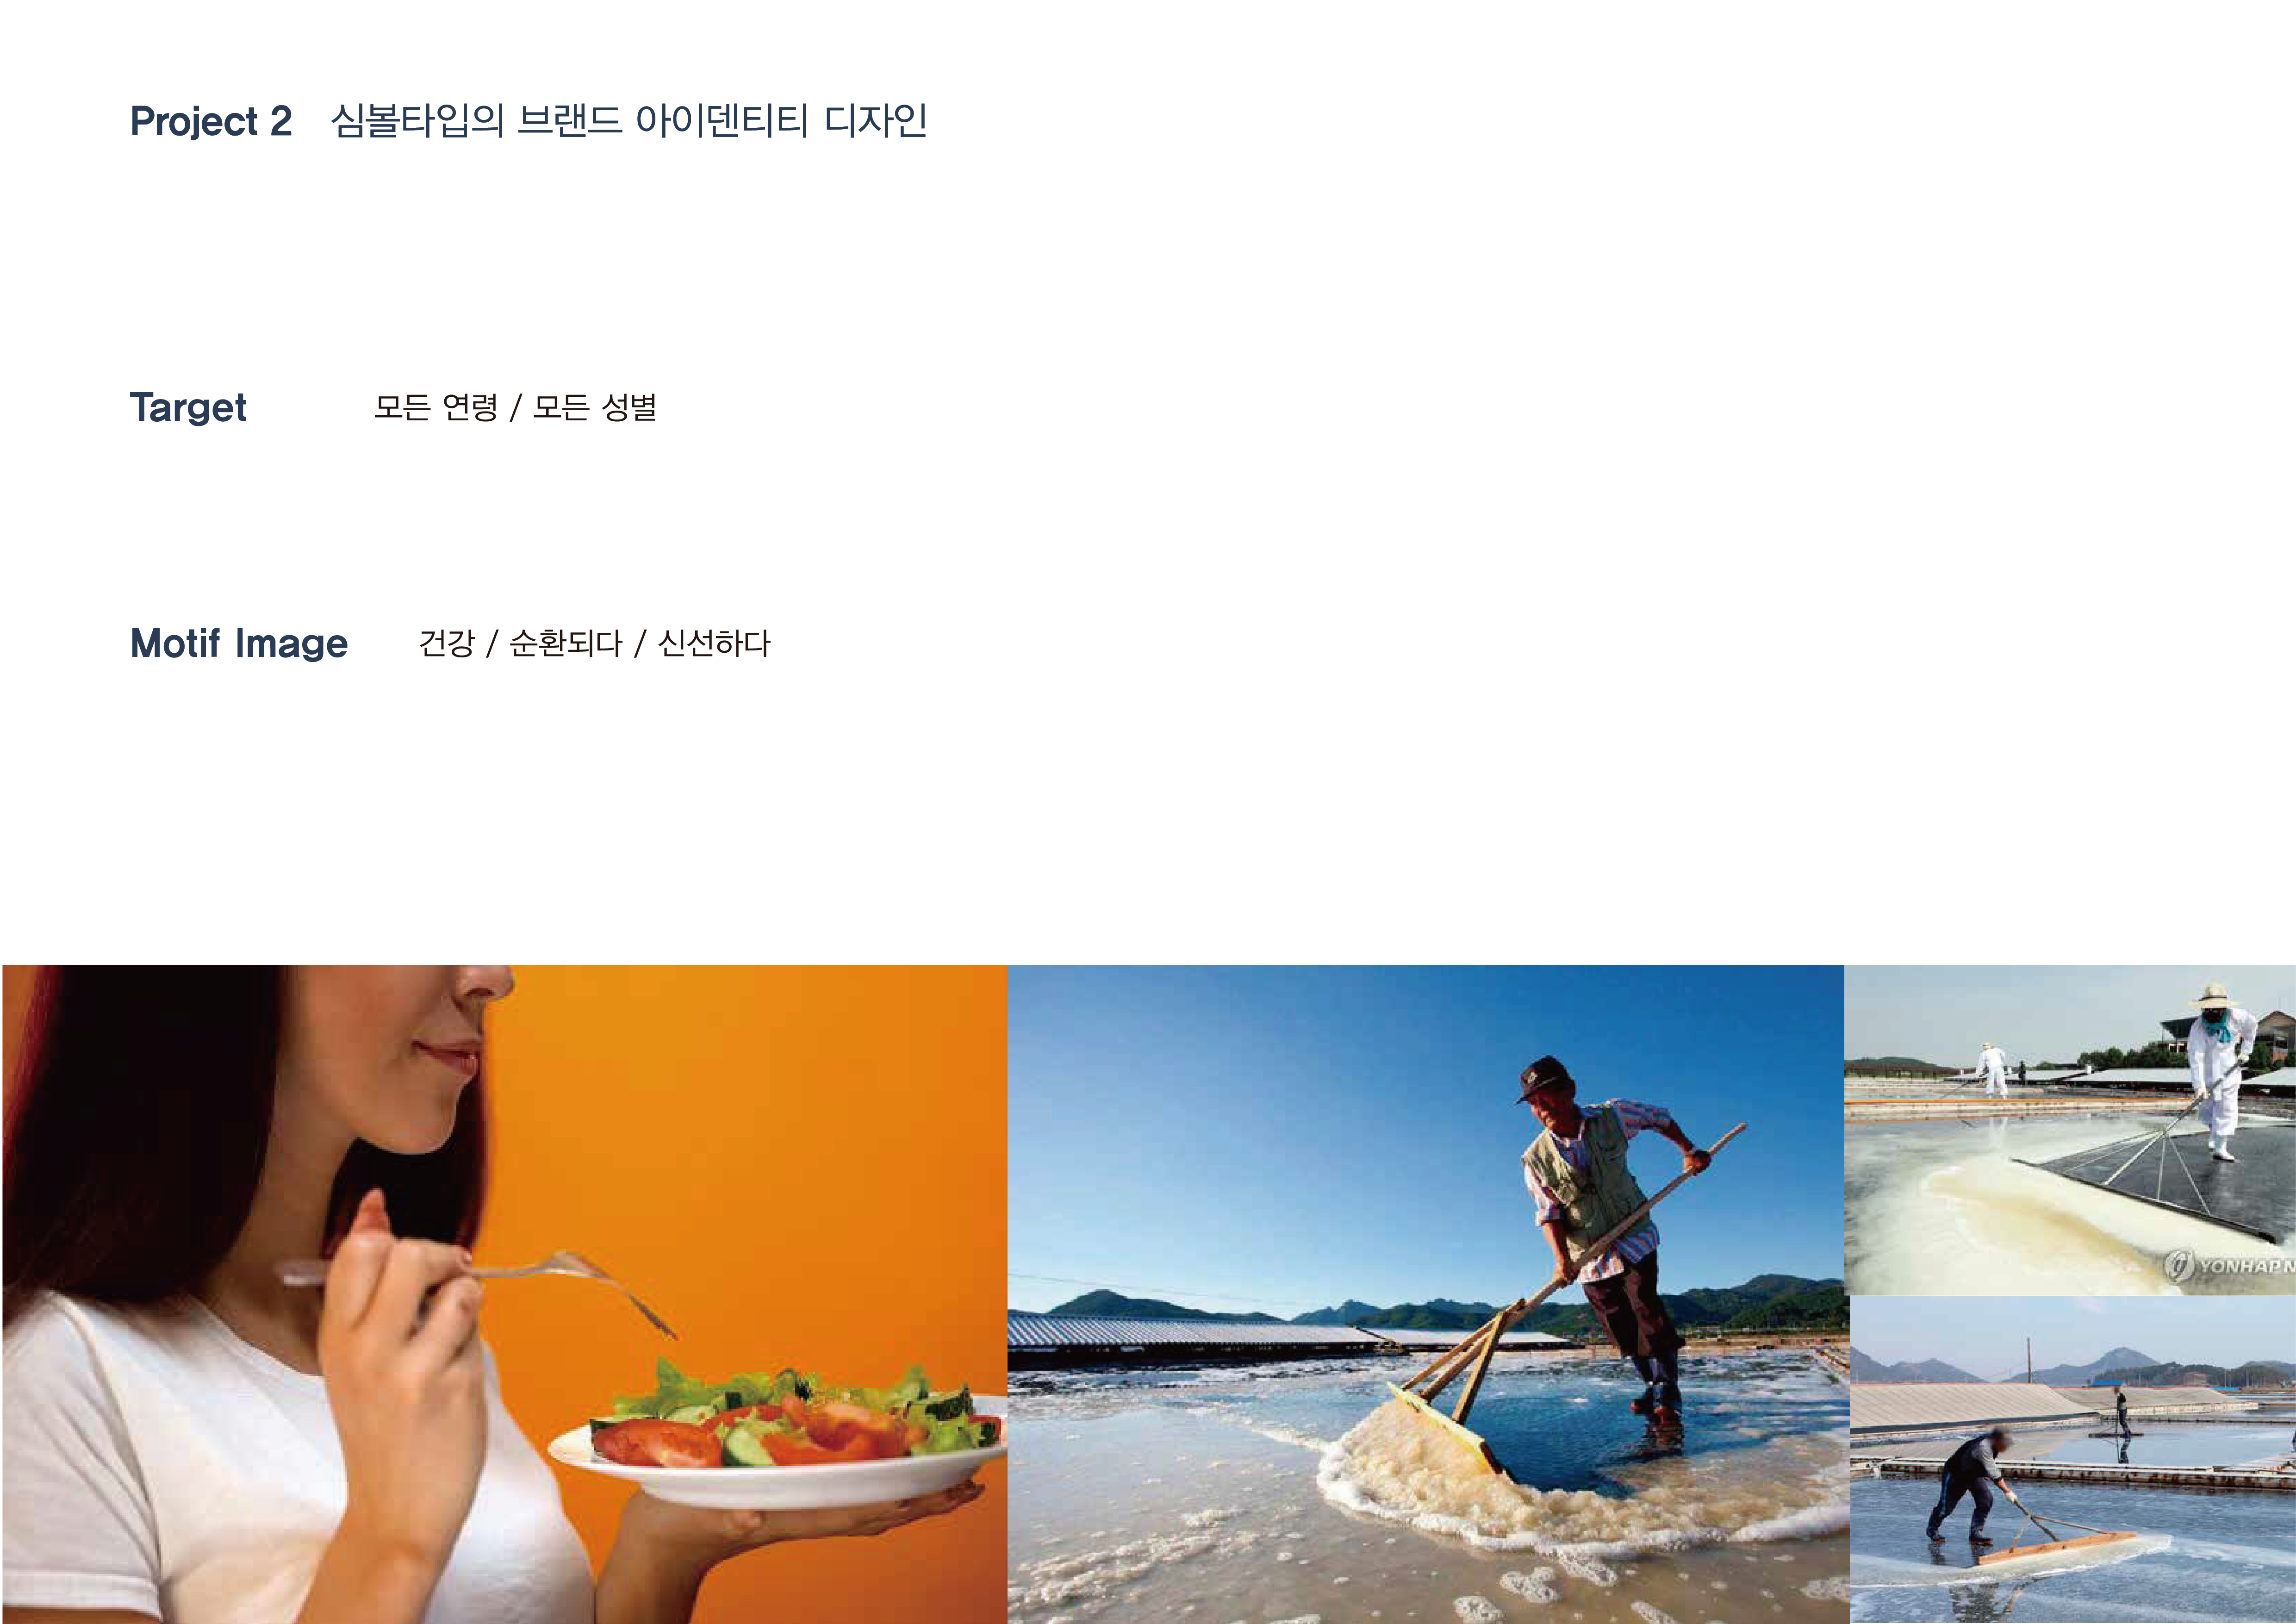 Project 2 심볼타입의 브랜드 아이덴티티 디자인
Target 모든 연령 / 모든 성별
Motif Image 건강 / 순환되다 / 신선하다
YONHAP N